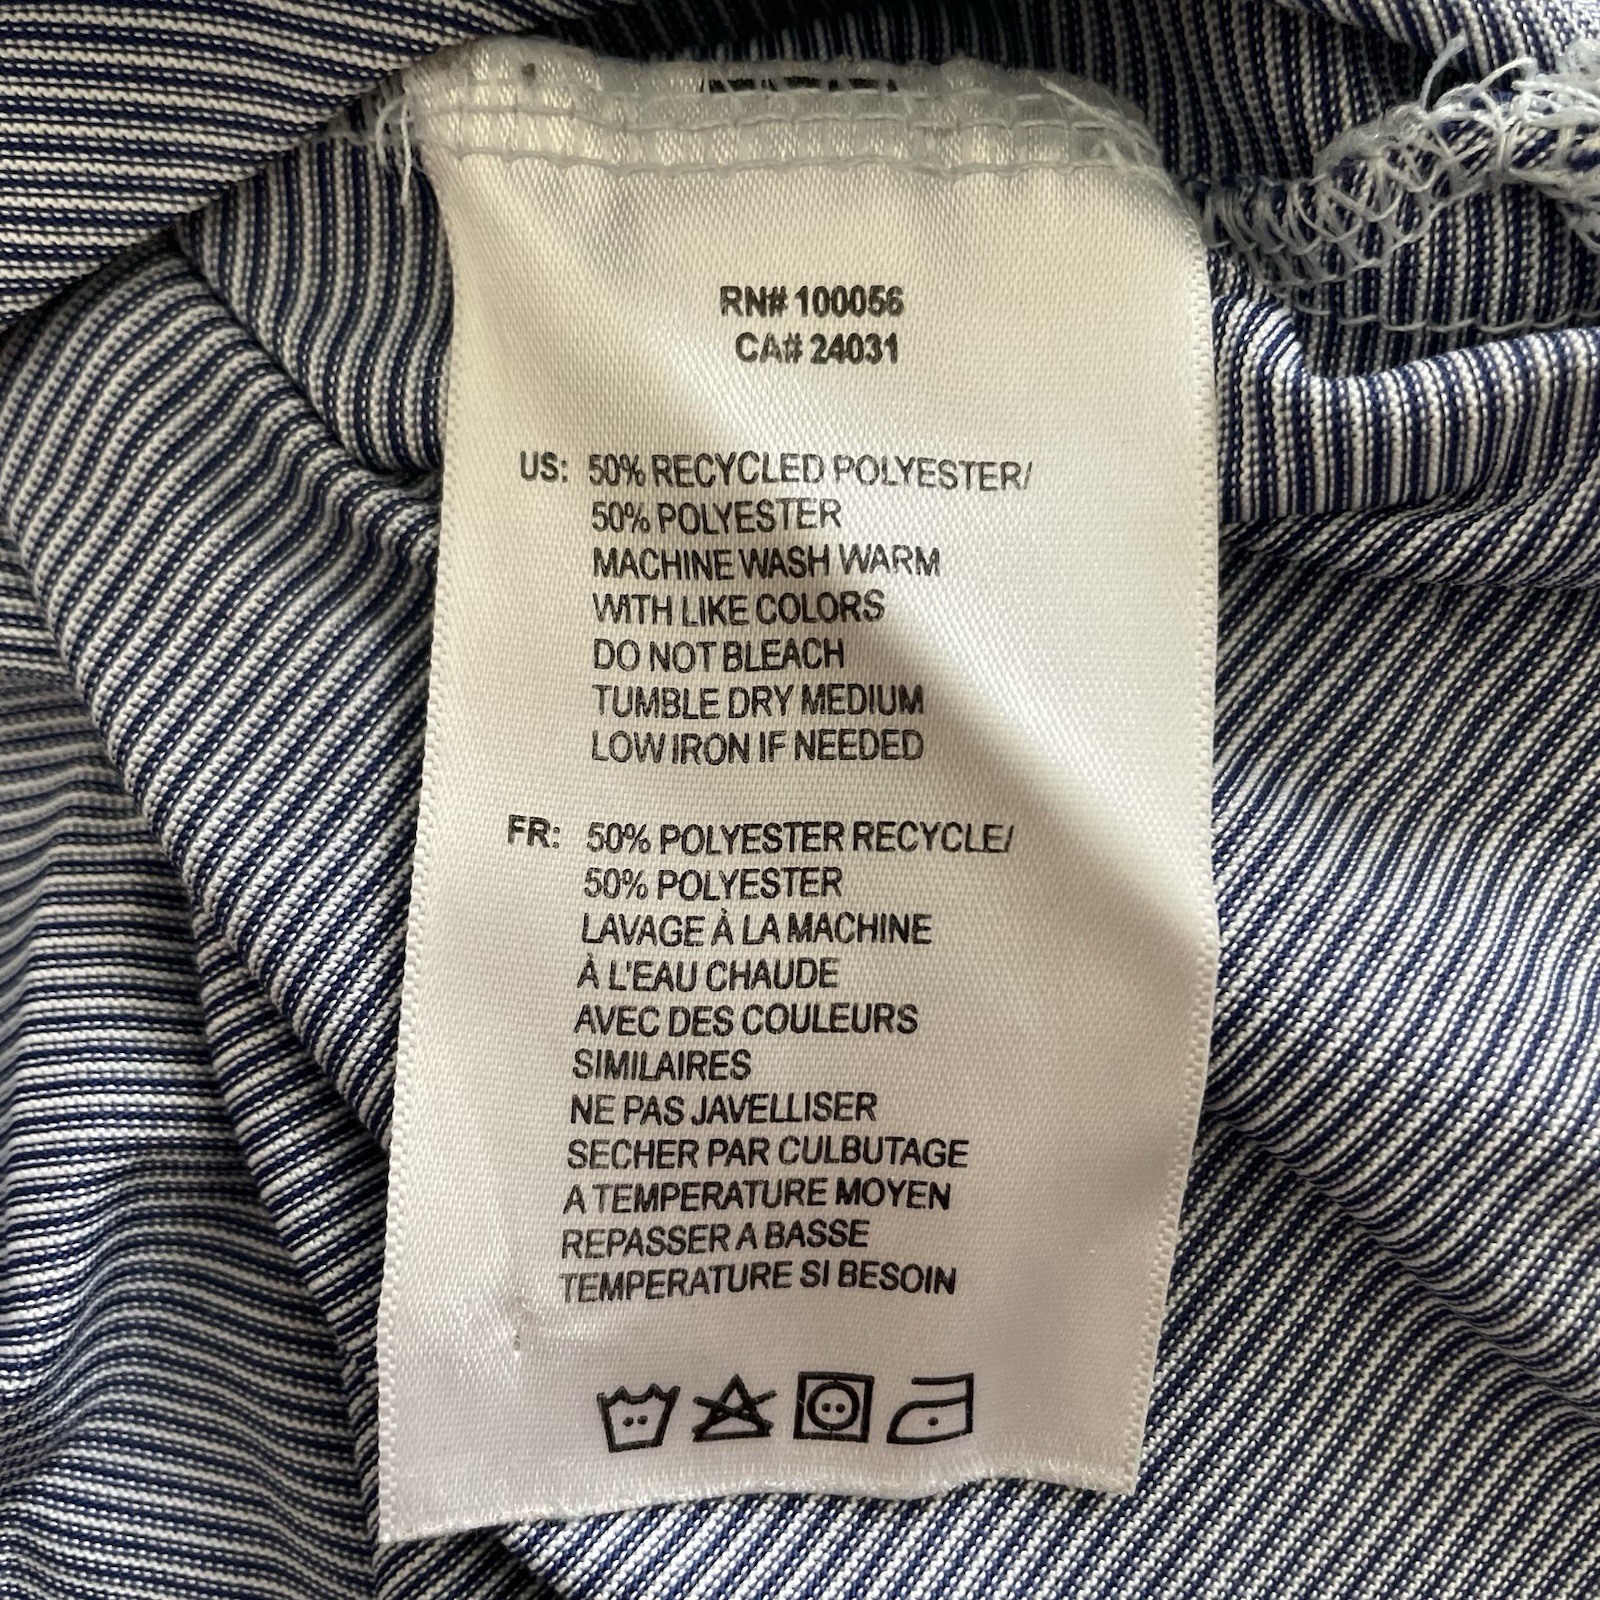 RN# 100056
CA# 24031
US: 50% RECYCLED POLYESTER/
50% POLYESTER
MACHINE WASH WARM
WITH LIKE COLORS
DO NOT BLEACH
TUMBLE DRY MEDIUM
LOW IRON IF NEEDED
FR: 50% POLYESTER RECYCLE/
50% POLYESTER
LAVAGE À LA MACHINE
À L'EAU CHAUDE
AVEC DES COULEURS
SIMILAIRES
NE PAS JAVELLISER
SECHER PAR CULBUTAGE
A TEMPERATURE MOYEN
REPASSER A BASSE
TEMPERATURE SI BESOIN